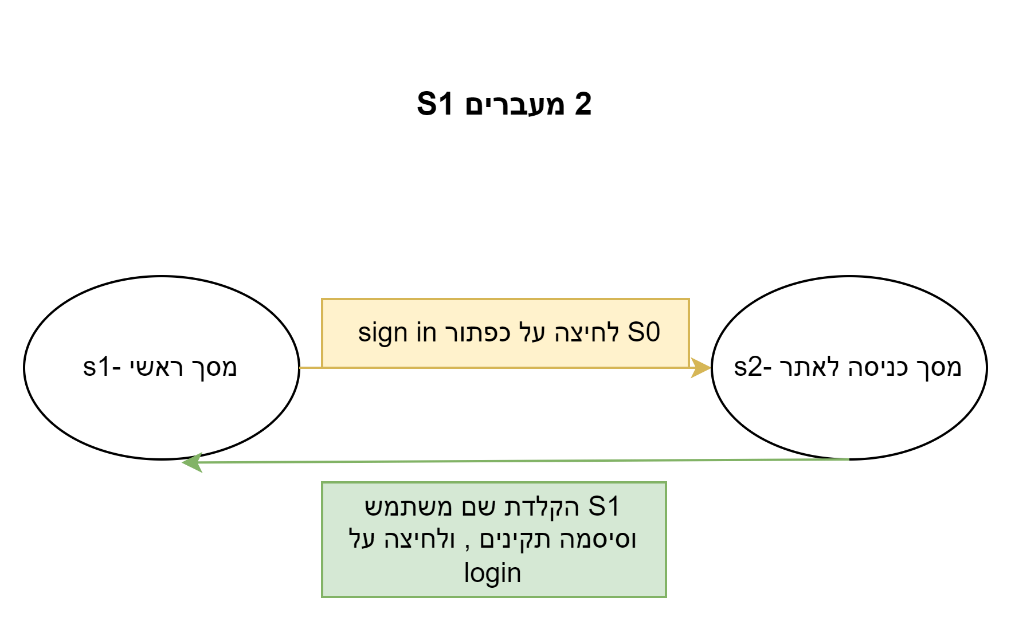 2 מעברים S1
S0 לחיצה על כפתור sign in
מסך ראשי -s1
מסך כניסה לאתר -s2
S1 הקלדת שם משתמש
וסיסמה תקינים , ולחיצה על
login